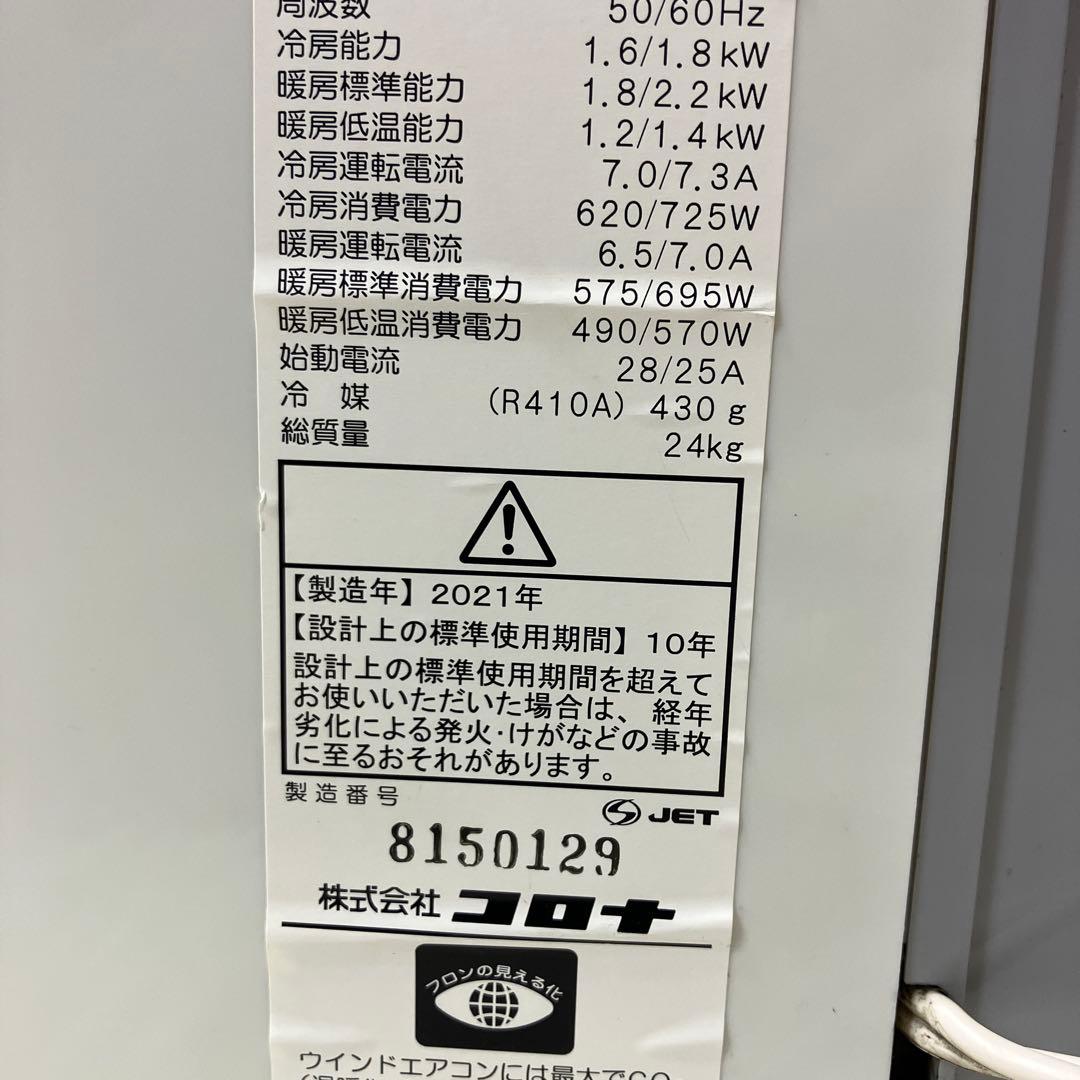 周波数 50/60Hz
冷房能力 1.6/1.8kW
暖房標準能力 1.8/2.2kW
暖房低温能力 1.2/1.4kW
冷房運転電流 7.0/7.3A
冷房消費電力 620/725W
暖房運転電流 6.5/7.0A
暖房標準消費電力 575/695W
暖房低温消費電力 490/570W
始動電流 28/25A
冷 媒 (R410A) 430g
総質量 24kg
【製造年】2021年
【設計上の標準使用期間】10年
設計上の標準使用期間を超えて
お使いいただいた場合は、経年
劣化による発火・けがなどの事故
に至るおそれがあります。
製造番号
JET
8150129
株式会社 コロナ
フロンの見える化
ウインドエアコンには最大でCO